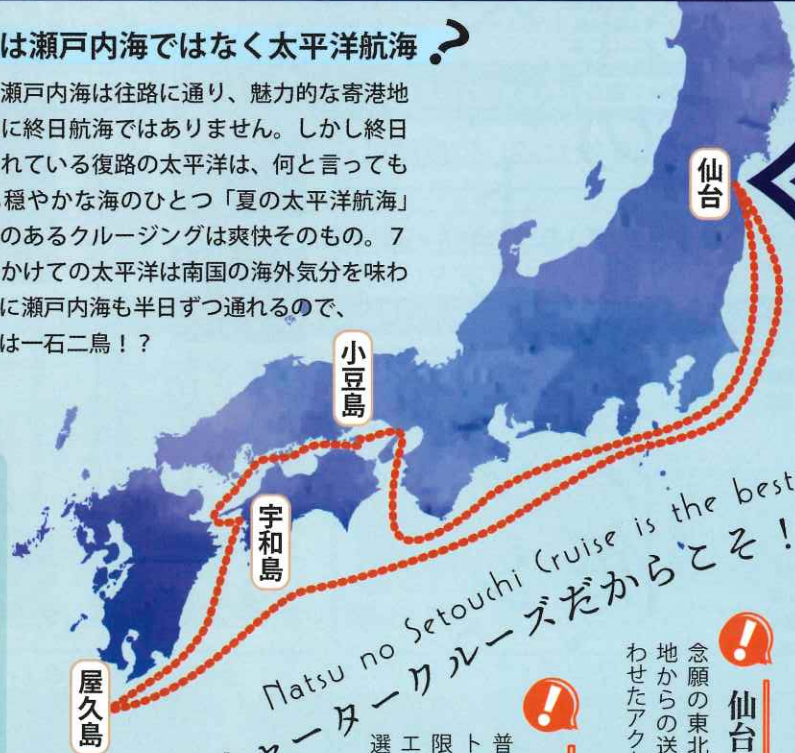 は瀬戸内海ではなく太平洋航海？
瀬戸内海は往路に通り、魅力的な寄港地
に終日航海ではありません。しかし終日
れている復路の太平洋は、何と言っても
穏やかな海のひとつ「夏の太平洋航海」
のあるクルージングは爽快そのもの。7
かけての太平洋は南国の海外気分を味わ
に瀬戸内海も半日ずつ通れるので、
は一石二鳥！？
仙台
小豆島
宇和島
屋久島
Natsu no Setouchi Cruise is the best
ャータークルーズだからこそ！
! 仙台
念願の東北
地からの送
わせたアク
!
普
ト
限
エ
選